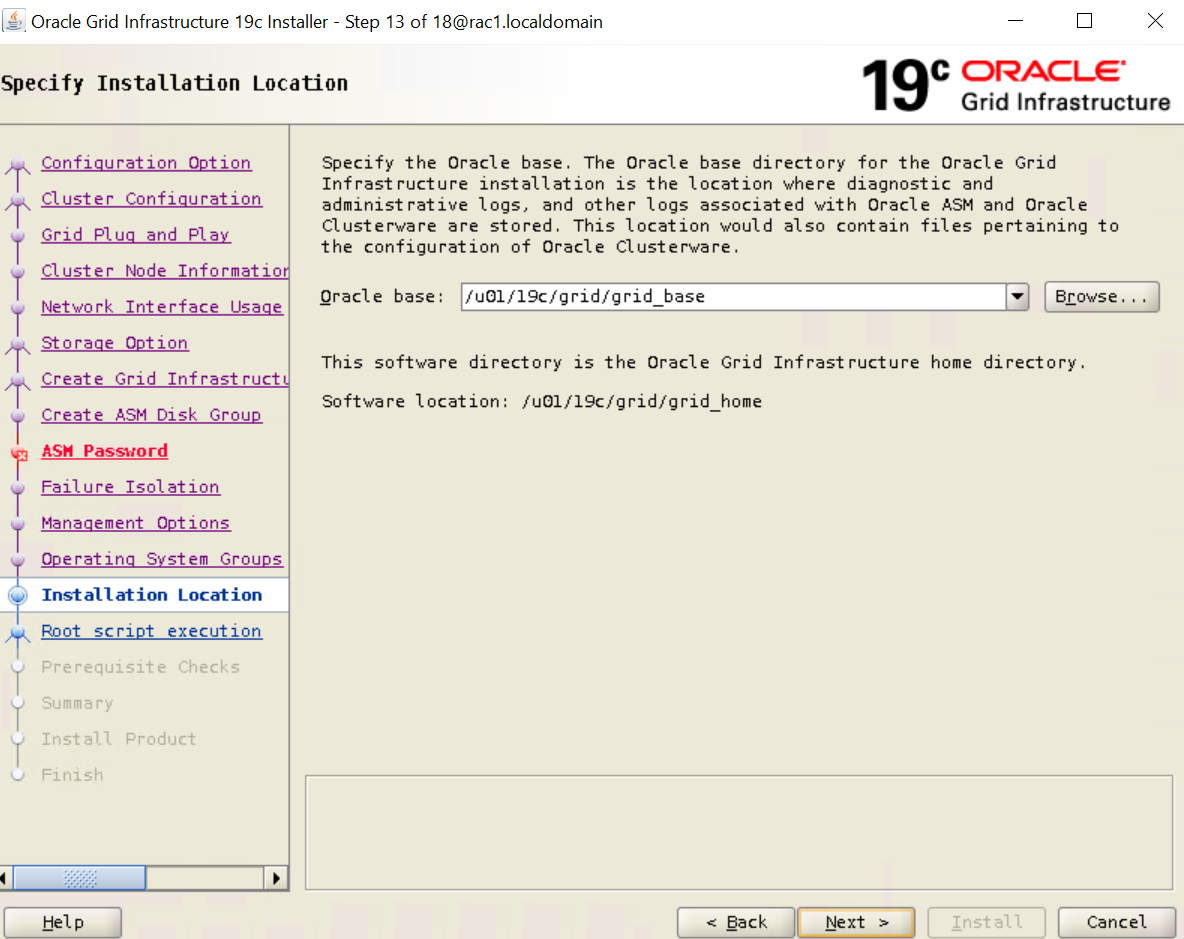 Oracle Grid Infrastructure 19c Installer - Step 13 of 18@rac1.localdomain
Specify Installation Location
19c ORACLE
Grid Infrastructure
Configuration Option
Cluster Configuration
Grid Plug and Play
Cluster Node Information
Network Interface Usage
Storage Option
Create Grid Infrastructu
Create ASM Disk Group
ASM Password
Failure Isolation
Management Options
Operating System Groups
Installation Location
Root script execution
Prerequisite Checks
Summary
Install Product
Finish
Specify the Oracle base. The Oracle base directory for the Oracle Grid
Infrastructure installation is the location where diagnostic and
administrative logs, and other logs associated with Oracle ASM and Oracle
Clusterware are stored. This location would also contain files pertaining to
the configuration of Oracle Clusterware.
Oracle base: /u01/19c/grid/grid_base Browse...
This software directory is the Oracle Grid Infrastructure home directory.
Software location: /u01/19c/grid/grid_home
Help < Back Next > Install Cancel